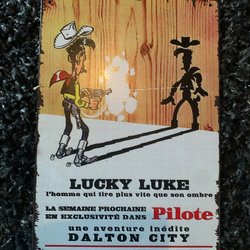 LUCKY LUKE
l'homme qui tire plus vite que son ombre
LA SEMAINE PROCHAINE
EN EXCLUSIVITÉ DANS Pilote
une aventure inédite
DALTON CITY